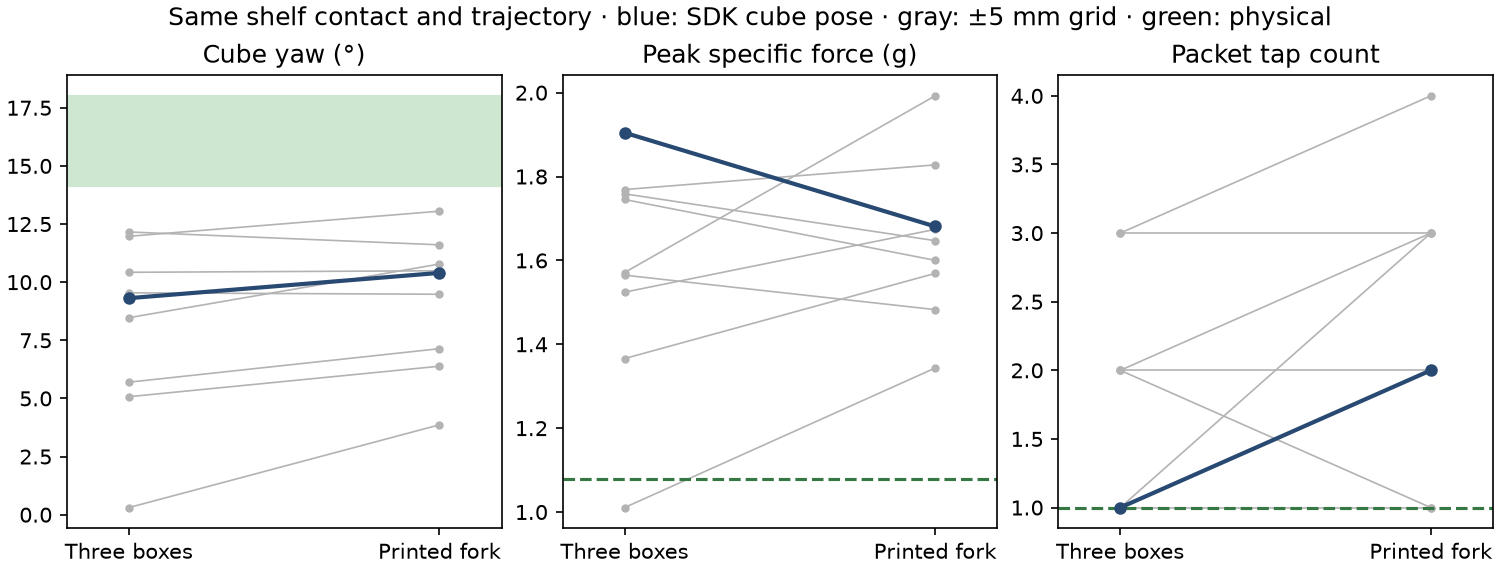 Same shelf contact and trajectory · blue: SDK cube pose · gray: ±5 mm grid · green: physical
Cube yaw (°)
17.5
15.0
12.5
10.0
7.5
5.0
2.5
0.0
Three boxes
Printed fork
Peak specific force (g)
2.0
1.8
1.6
1.4
1.2
1.0
Three boxes
Printed fork
Packet tap count
4.0
3.5
3.0
2.5
2.0
1.5
1.0
Three boxes
Printed fork